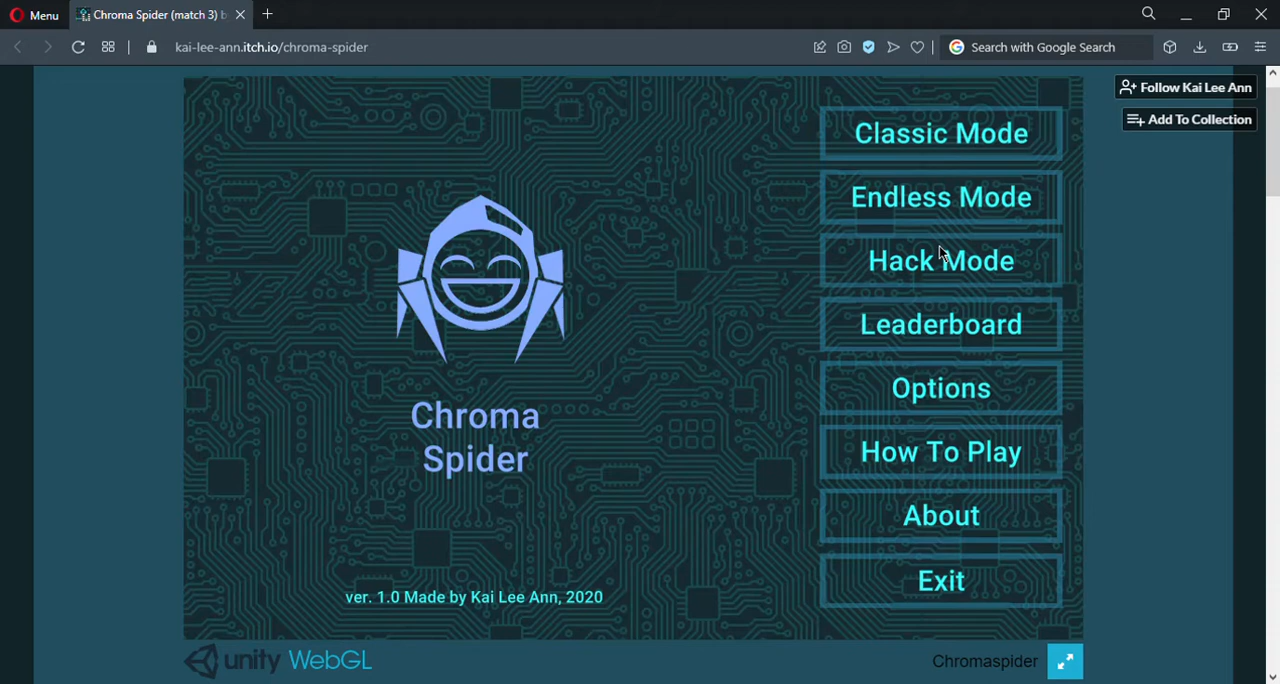 Menu
Chroma Spider (match 3) b
kai-lee-ann.itch.io/chroma-spider
Search with Google Search
Follow Kai Lee Ann
Add To Collection
Classic Mode
Endless Mode
Hack Mode
Leaderboard
Options
How To Play
About
Exit
Chroma
Spider
ver. 1.0 Made by Kai Lee Ann, 2020
unity WebGL
Chromaspider